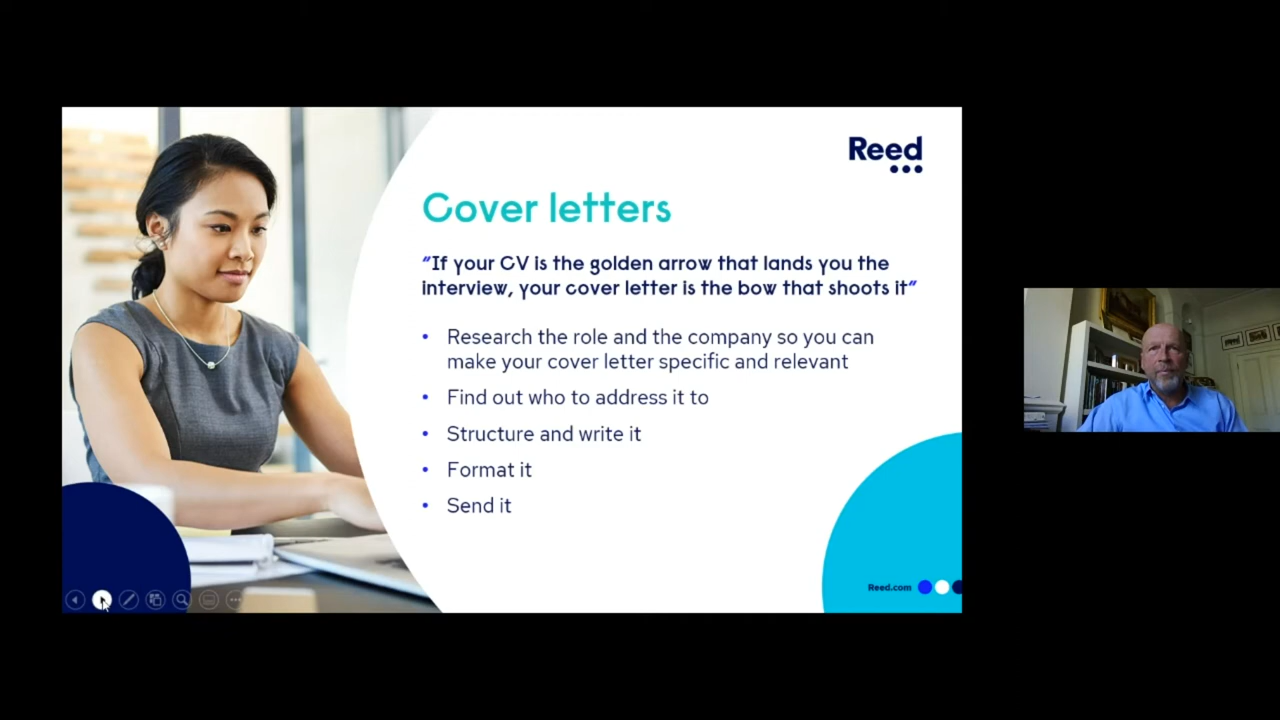 Reed
Cover letters
"If your CV is the golden arrow that lands you the
interview, your cover letter is the bow that shoots it"
• Research the role and the company so you can
make your cover letter specific and relevant
• Find out who to address it to
• Structure and write it
• Format it
• Send it
Reed.com